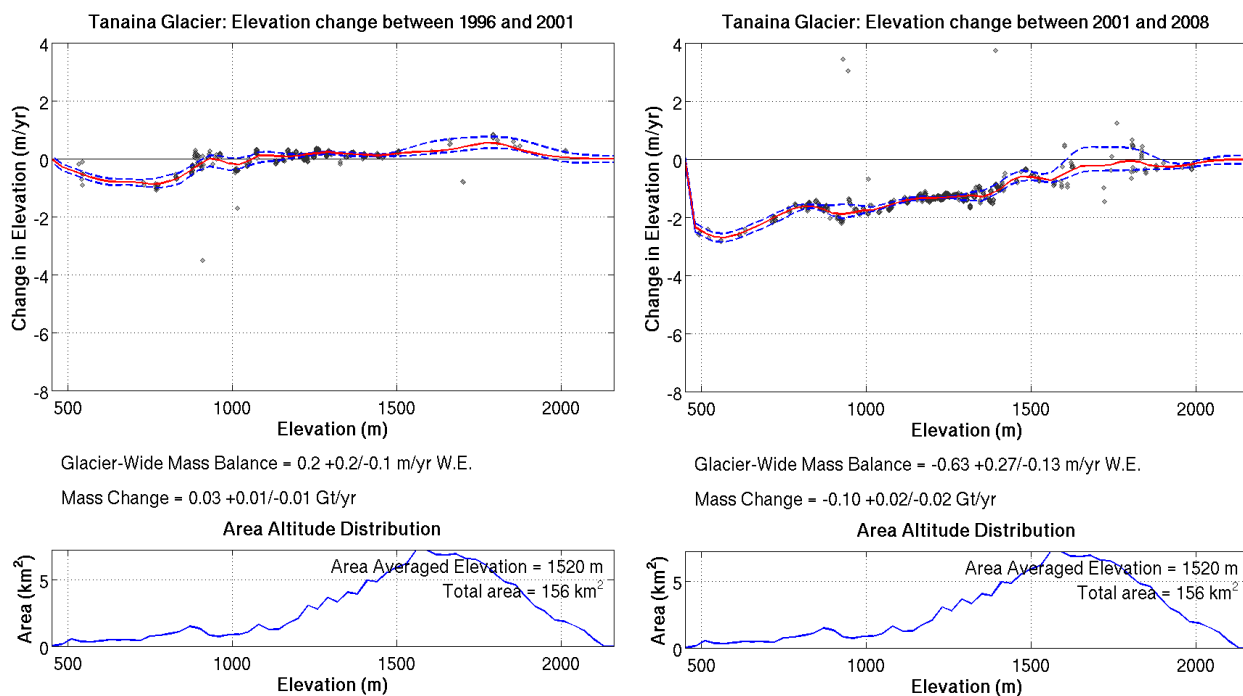 Tanaina Glacier: Elevation change between 1996 and 2001
4
2
0
-2
-4
-6
-8
Change in Elevation (m/yr)
500 1000 1500 2000
Elevation (m)
Glacier-Wide Mass Balance = 0.2 +0.2/-0.1 m/yr W.E.
Mass Change = 0.03 +0.01/-0.01 Gt/yr
Area Altitude Distribution
Area Averaged Elevation = 1520 m
Total area = 156 km²
5
0
Area (km²)
500 1000 1500 2000
Elevation (m)
Tanaina Glacier: Elevation change between 2001 and 2008
4
2
0
-2
-4
-6
-8
Change in Elevation (m/yr)
500 1000 1500 2000
Elevation (m)
Glacier-Wide Mass Balance = -0.63 +0.27/-0.13 m/yr W.E.
Mass Change = -0.10 +0.02/-0.02 Gt/yr
Area Altitude Distribution
Area Averaged Elevation = 1520 m
Total area = 156 km²
5
0
Area (km²)
500 1000 1500 2000
Elevation (m)